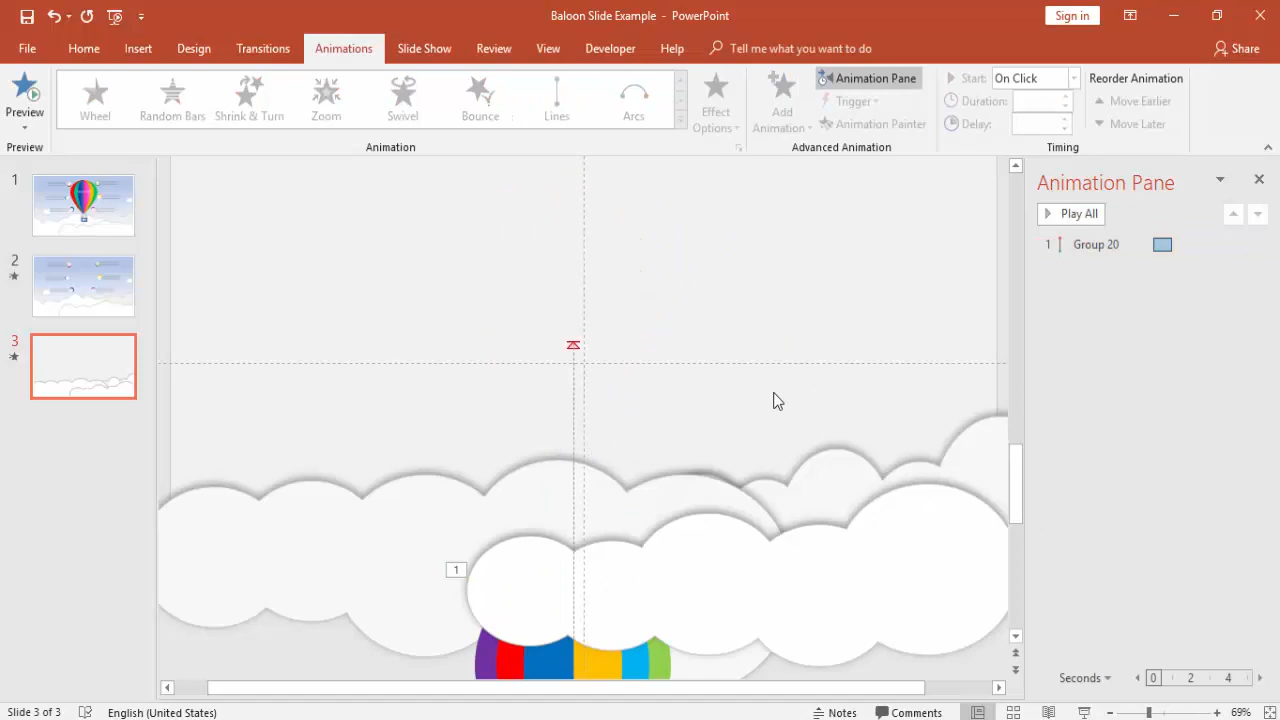 Baloon Slide Example - PowerPoint
Sign in
File
Home
Insert
Design
Transitions
Animations
Slide Show
Review
View
Developer
Help
Tell me what you want to do
Share
Preview
Wheel
Random Bars
Shrink & Turn
Zoom
Swivel
Bounce
Lines
Arcs
Effect
Options
Add
Animation
Animation Pane
Trigger
Animation Painter
Start:
On Click
Duration:
Delay:
Reorder Animation
Move Earlier
Move Later
Preview
Animation
Advanced Animation
Timing
1
2
3
1
Animation Pane
Play All
1
Group 20
Seconds
0
2
4
Slide 3 of 3
English (United States)
Notes
Comments
69%